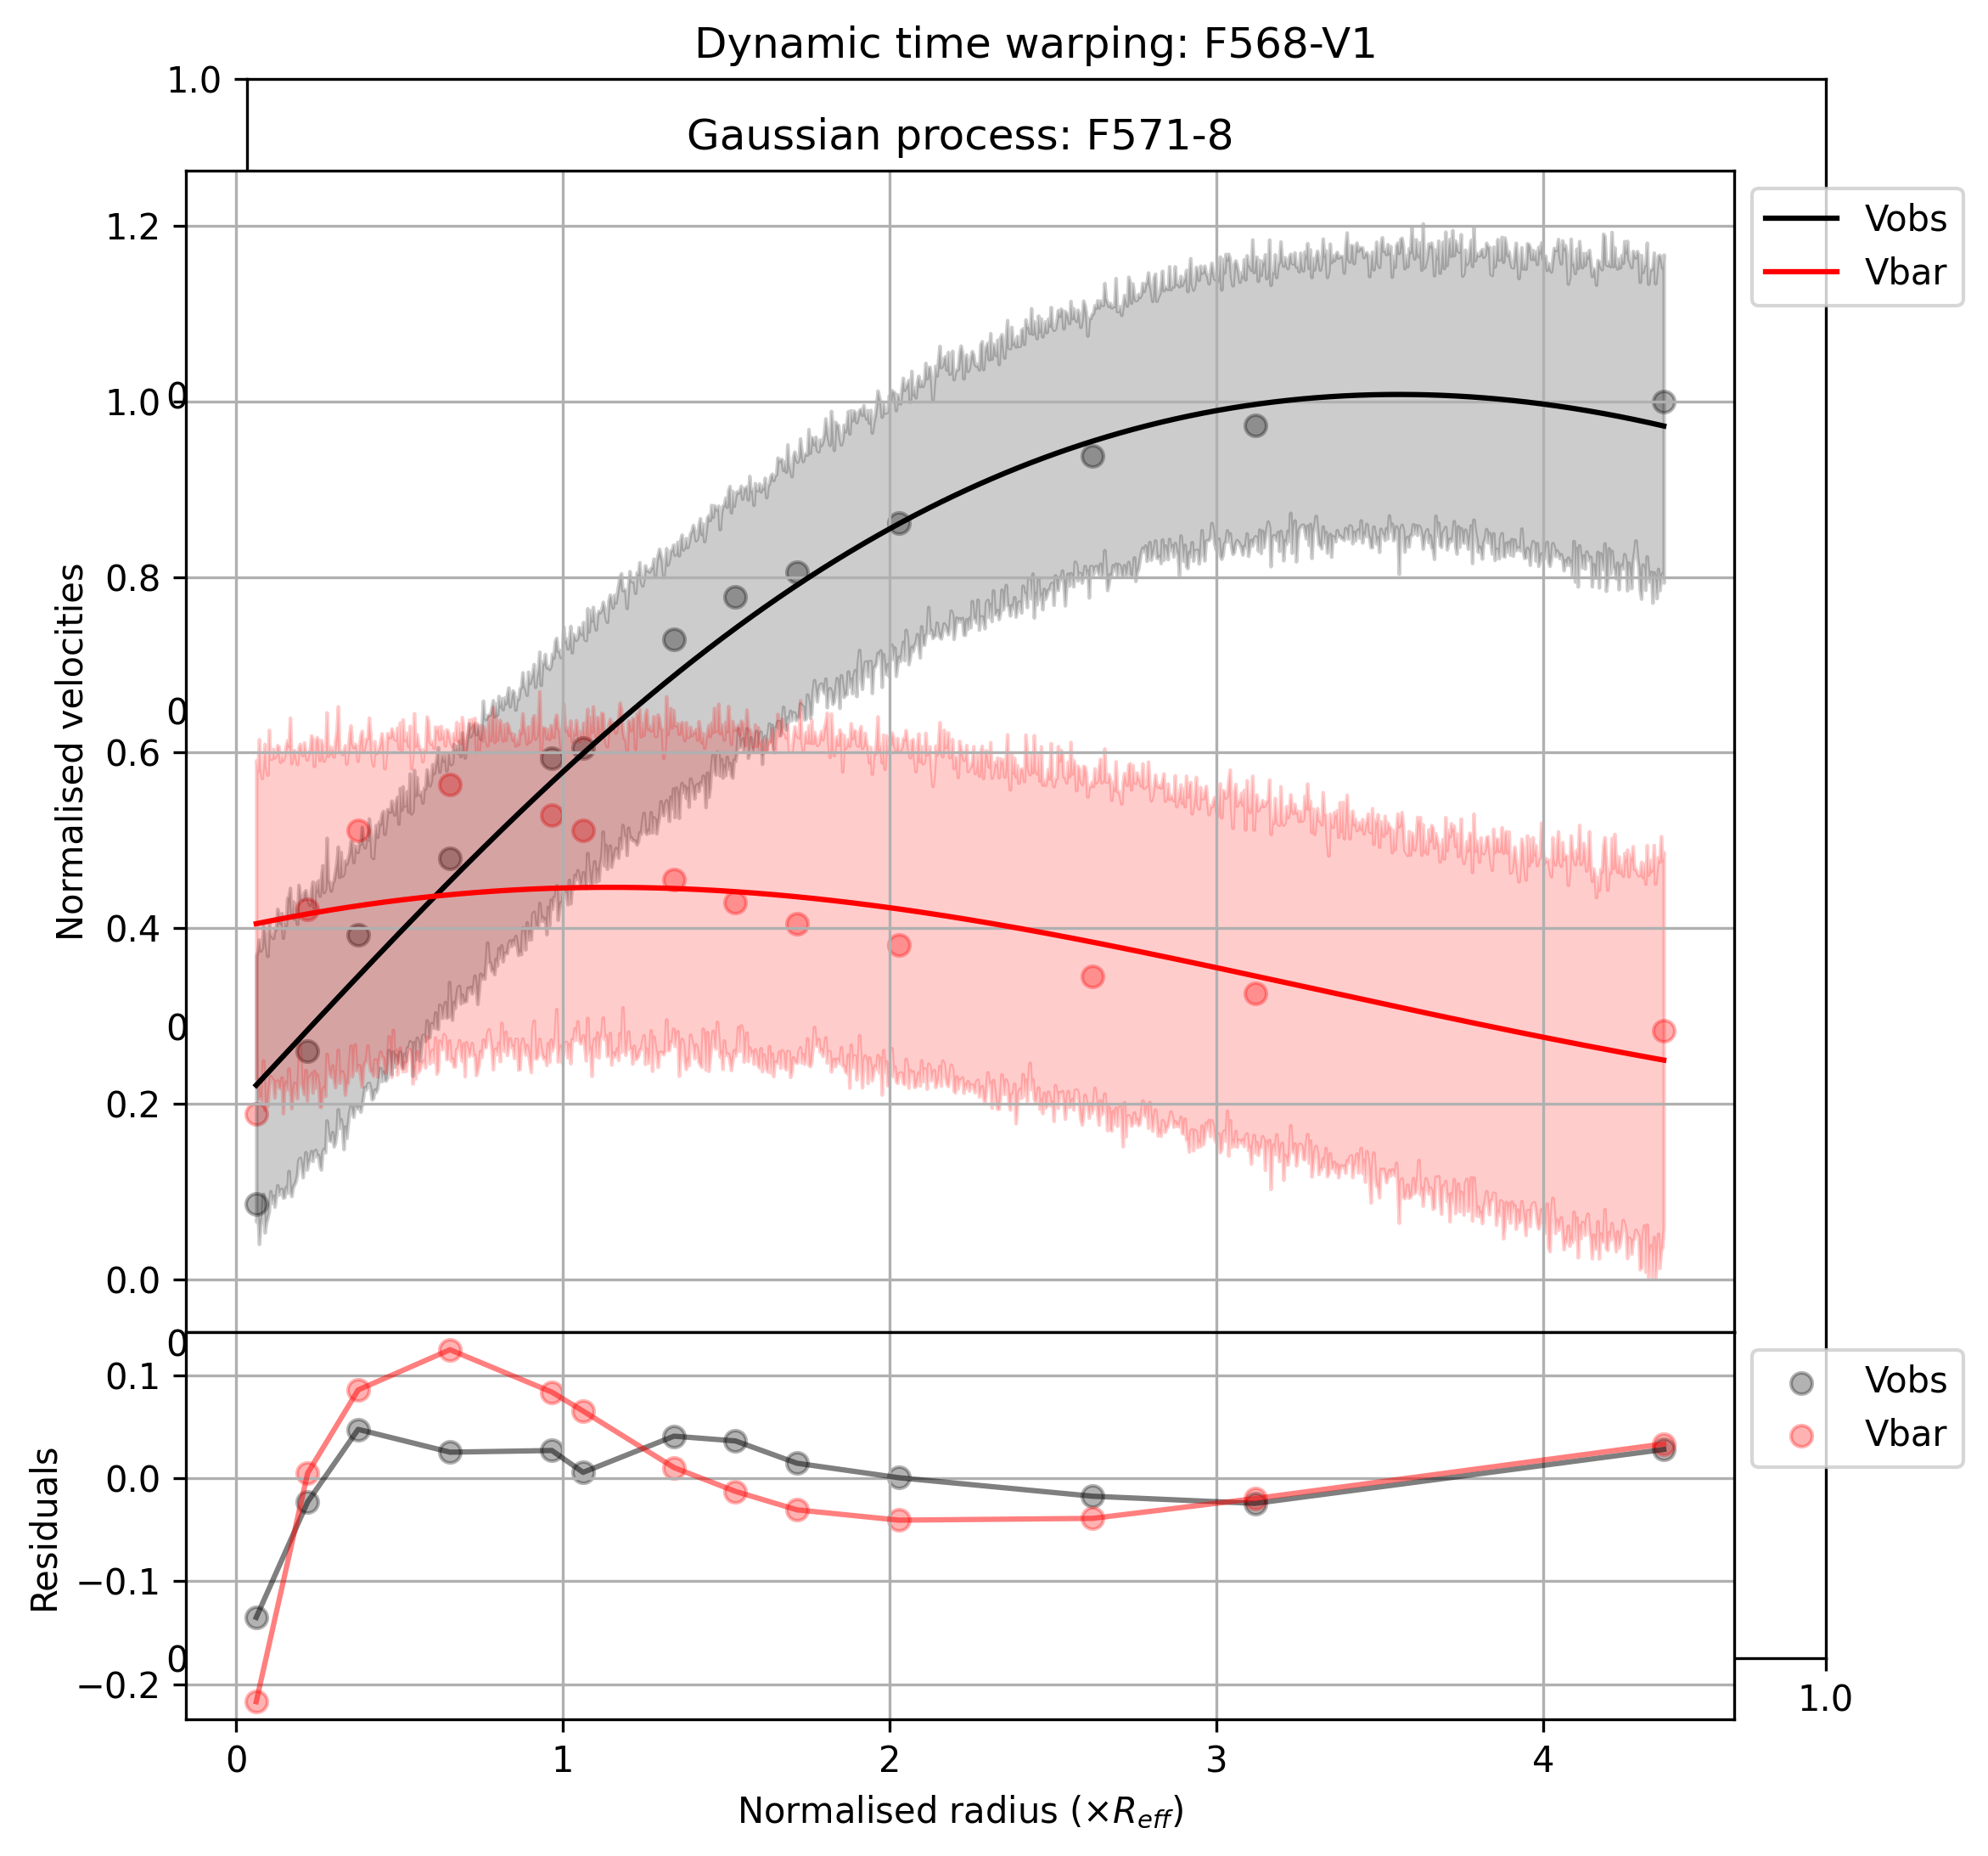 Dynamic time warping: F568-V1
1.0
Gaussian process: F571-8
Vobs
Vbar
1.2
1.0
0.8
0.6
0.4
0.2
0.0
0
0
0
0
0
Normalised velocities
Vobs
Vbar
0.1
0.0
−0.1
−0.2
Residuals
1.0
0 1 2 3 4
Normalised radius (×R_eff)